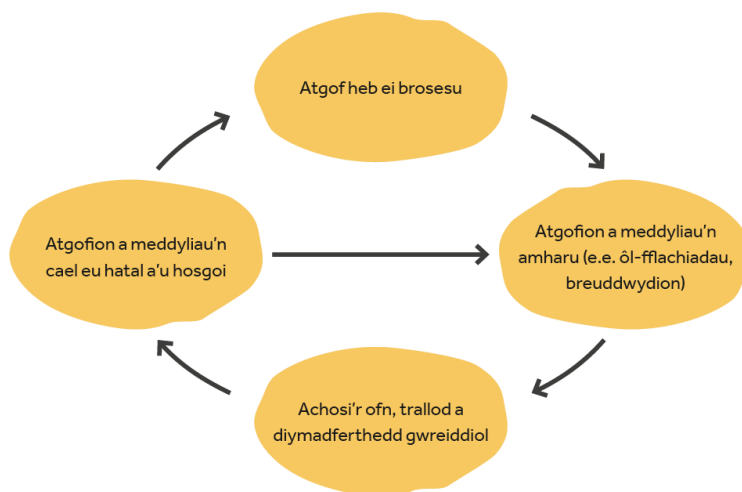 Atgof heb ei brosesu
Atgofion a meddyliau'n
cael eu hatal a'u hosgoi
Atgofion a meddyliau'n
amharu (e.e. ôl-fflachiadau,
breuddwydion)
Achosi'r ofn, trallod a
diymadferthedd gwreiddiol